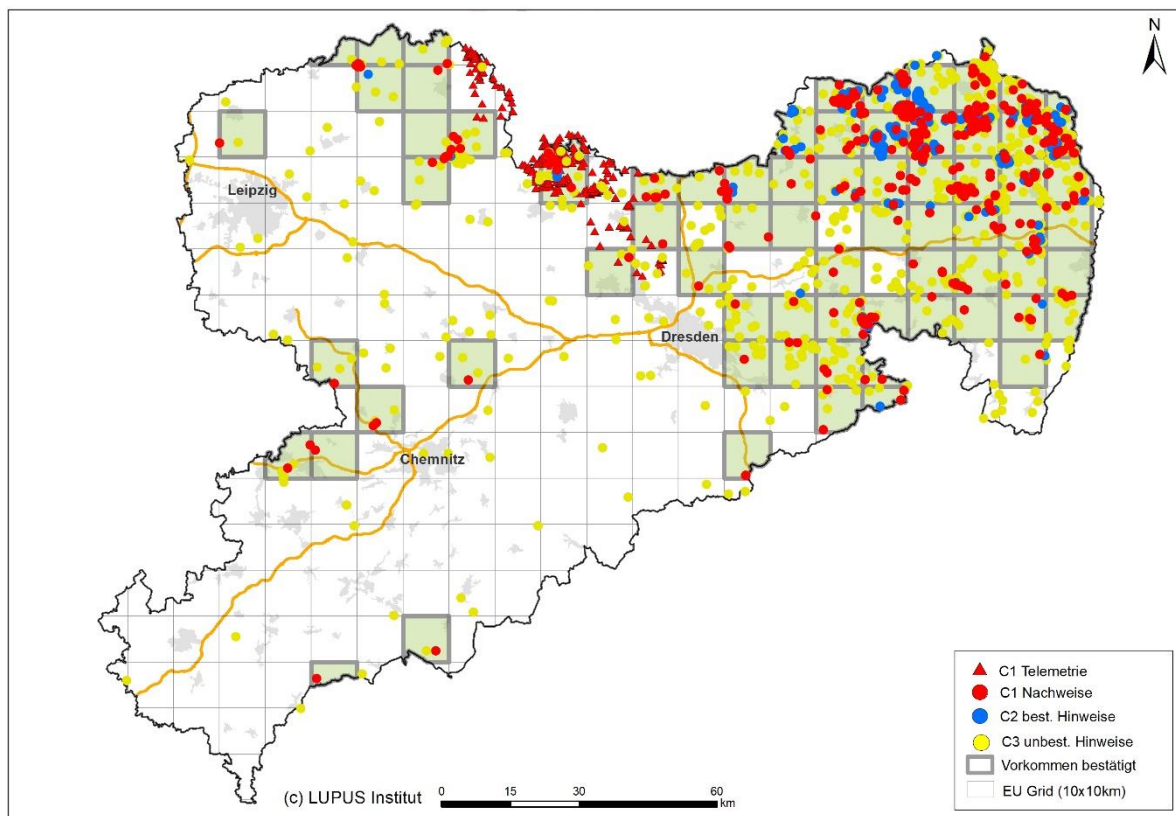 N
Leipzig
Dresden
Chemnitz
C1 Telemetrie
C1 Nachweise
C2 best. Hinweise
C3 unbest. Hinweise
Vorkommen bestätigt
EU Grid (10x10km)
(c) LUPUS Institut
0 15 30 60
km